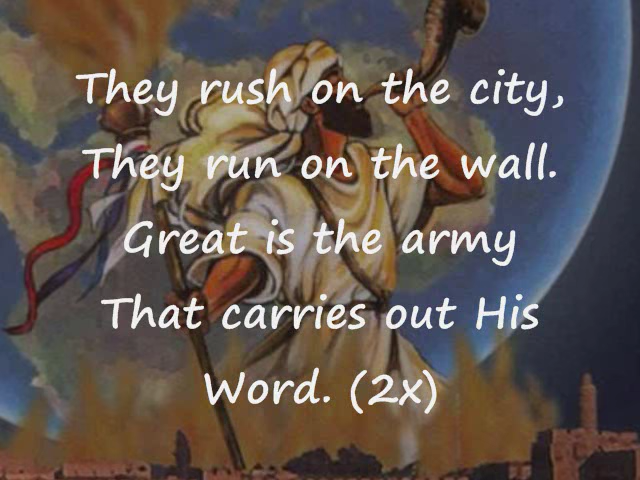 They rush on the city,
They run on the wall.
Great is the army
That carries out His
Word. (2x)